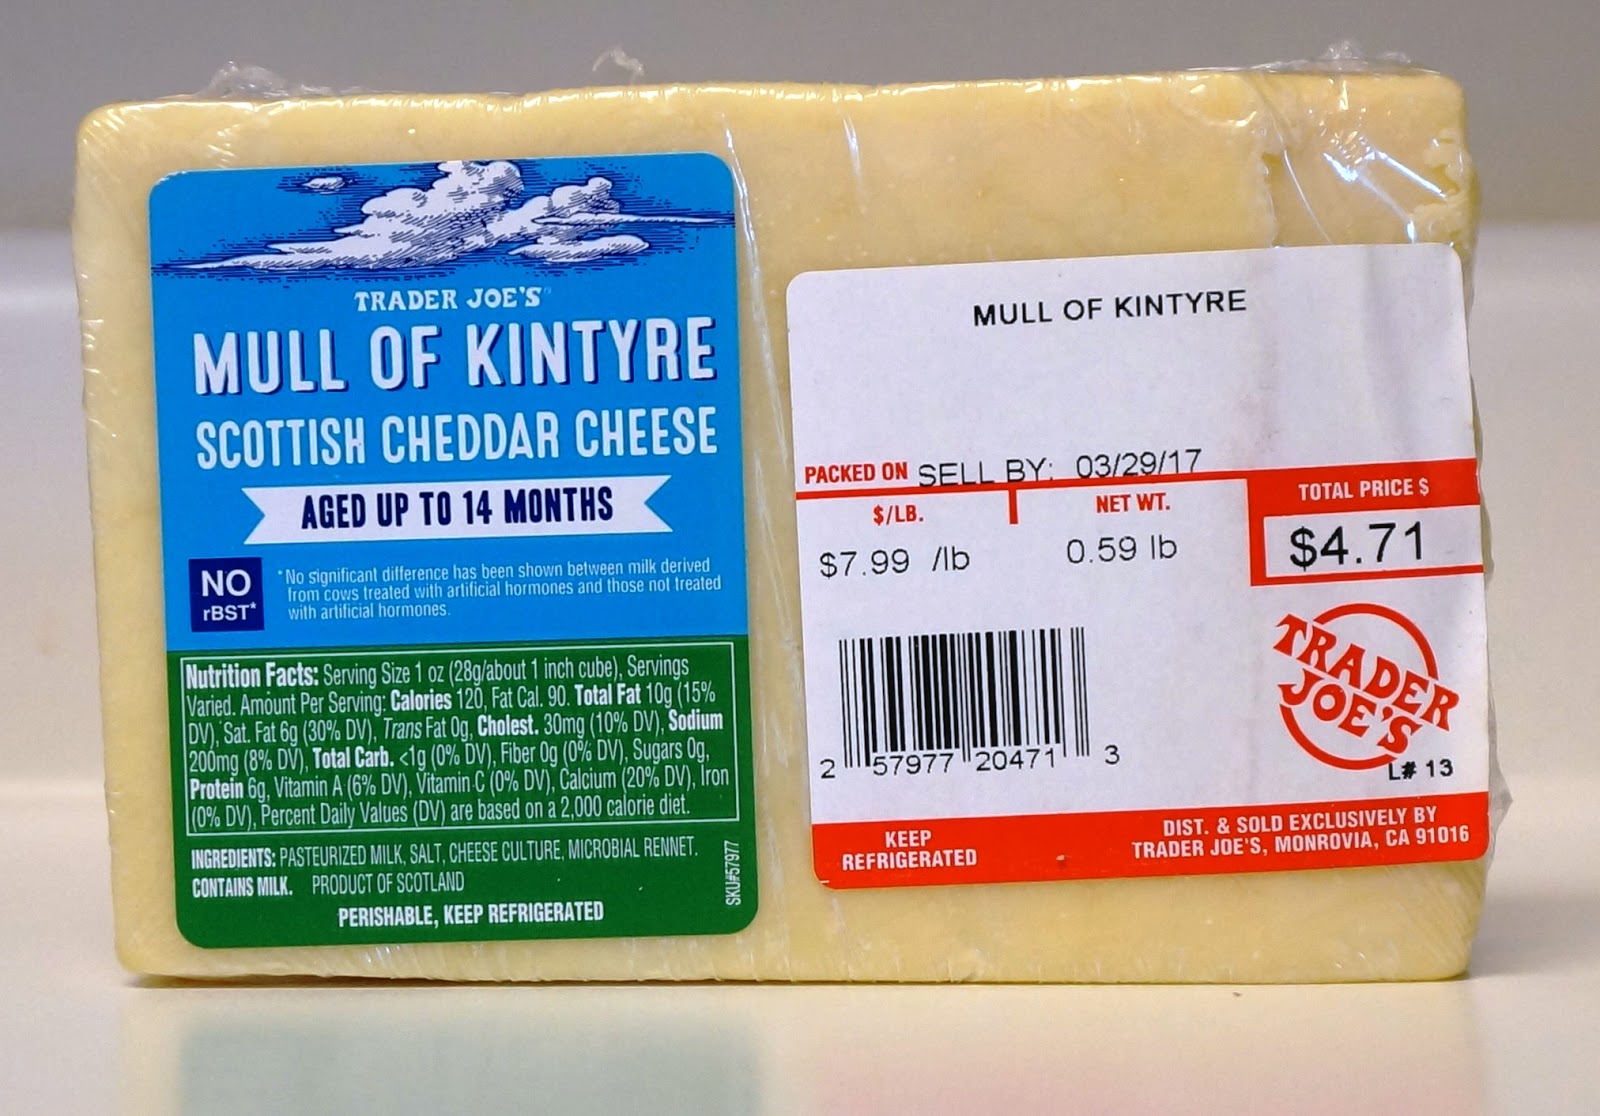 TRADER JOE'S
MULL OF KINTYRE
SCOTTISH CHEDDAR CHEESE
AGED UP TO 14 MONTHS
NO
rBST*
*No significant difference has been shown between milk derived
from cows treated with artificial hormones and those not treated
with artificial hormones.
Nutrition Facts: Serving Size 1 oz (28g/about 1 inch cube), Servings
Varied. Amount Per Serving: Calories 120, Fat Cal. 90. Total Fat 10g (15%
DV), Sat. Fat 6g (30% DV), Trans Fat 0g, Cholest. 30mg (10% DV), Sodium
200mg (8% DV), Total Carb. <1g (0% DV), Fiber 0g (0% DV), Sugars 0g,
Protein 6g, Vitamin A (6% DV), Vitamin C (0% DV), Calcium (20% DV), Iron
(0% DV), Percent Daily Values (DV) are based on a 2,000 calorie diet.
INGREDIENTS: PASTEURIZED MILK, SALT, CHEESE CULTURE, MICROBIAL RENNET.
CONTAINS MILK. PRODUCT OF SCOTLAND
PERISHABLE, KEEP REFRIGERATED
SKU#57977
MULL OF KINTYRE
PACKED ON SELL BY: 03/29/17
$/LB. NET WT. TOTAL PRICE $
$7.99 /lb 0.59 lb $4.71
2 57977 20471 3
TRADER
JOE'S
L# 13
KEEP
REFRIGERATED
DIST. & SOLD EXCLUSIVELY BY
TRADER JOE'S, MONROVIA, CA 91016